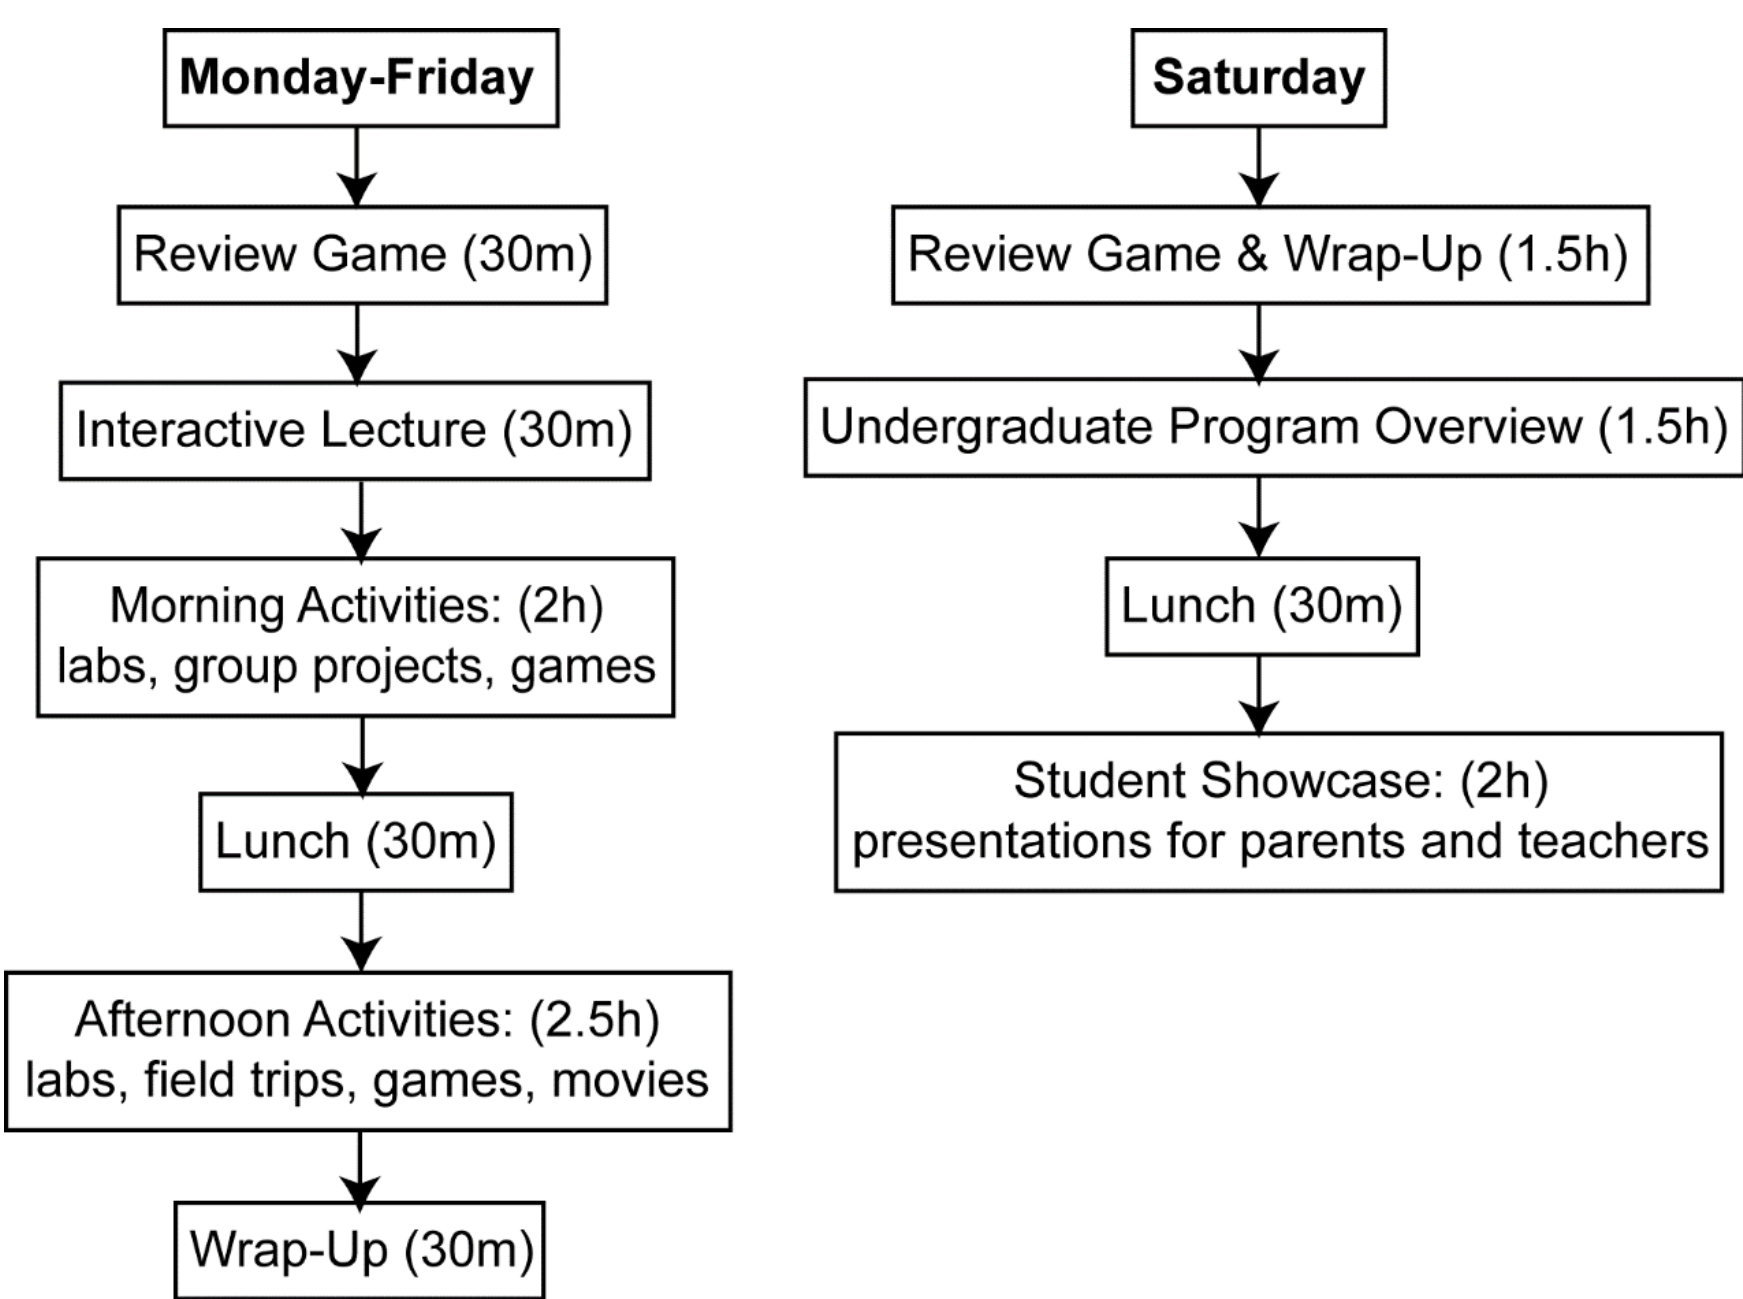 Monday-Friday
Review Game (30m)
Interactive Lecture (30m)
Morning Activities: (2h)
labs, group projects, games
Lunch (30m)
Afternoon Activities: (2.5h)
labs, field trips, games, movies
Wrap-Up (30m)
Saturday
Review Game & Wrap-Up (1.5h)
Undergraduate Program Overview (1.5h)
Lunch (30m)
Student Showcase: (2h)
presentations for parents and teachers